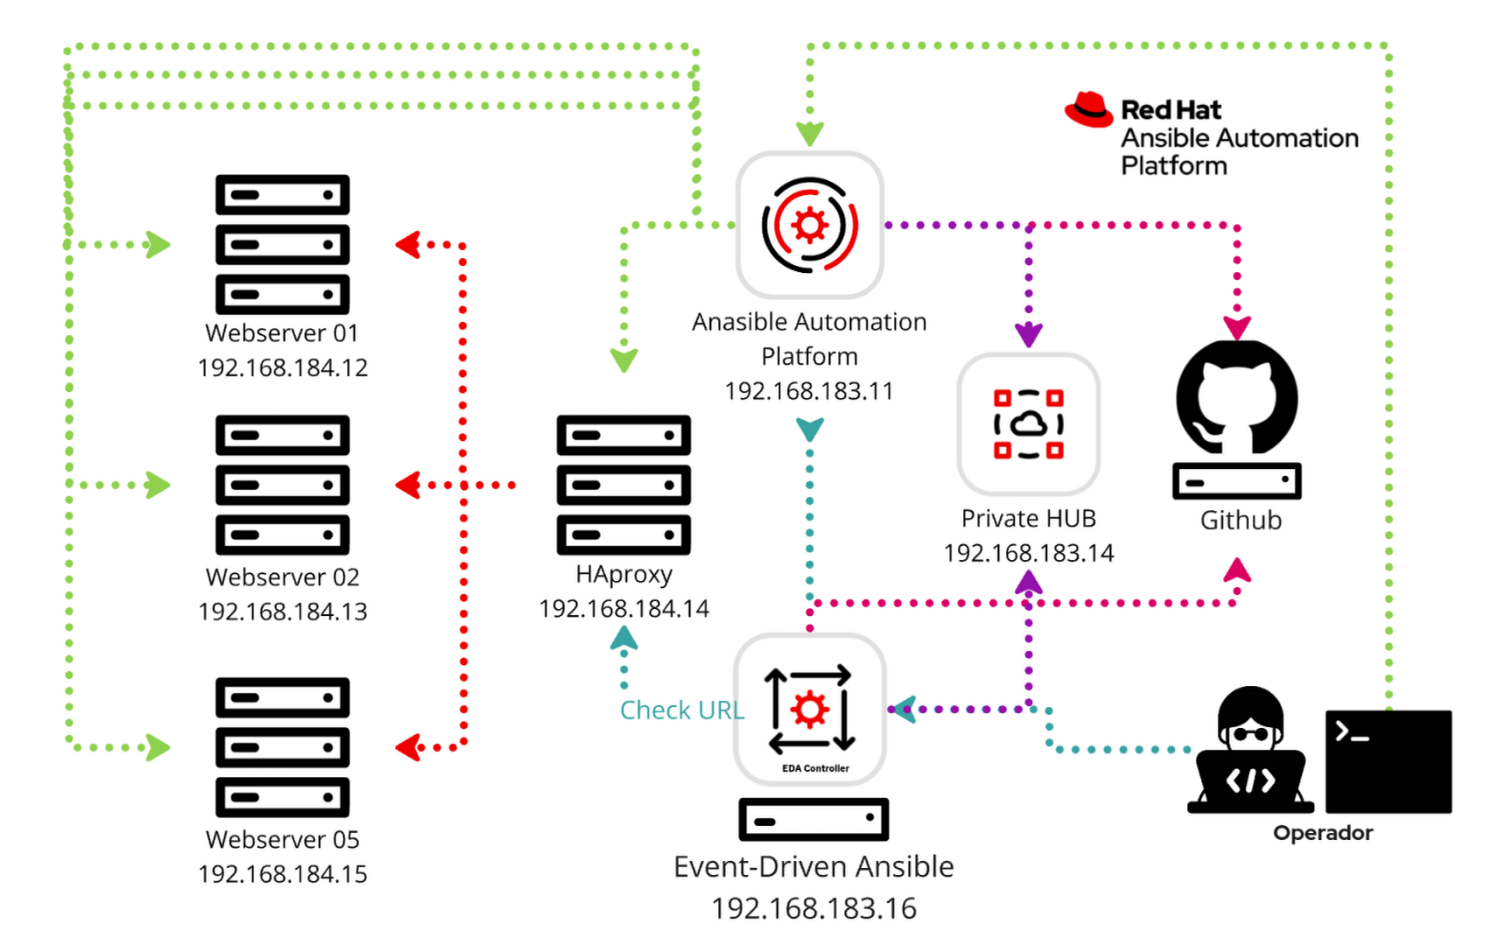 Red Hat
Ansible Automation
Platform
Webserver 01
192.168.184.12
Anasible Automation
Platform
192.168.183.11
Webserver 02
192.168.184.13
HAproxy
192.168.184.14
Private HUB
192.168.183.14
Github
Check URL
EDA Controller
>_
</>
Operador
Webserver 05
192.168.184.15
Event-Driven Ansible
192.168.183.16